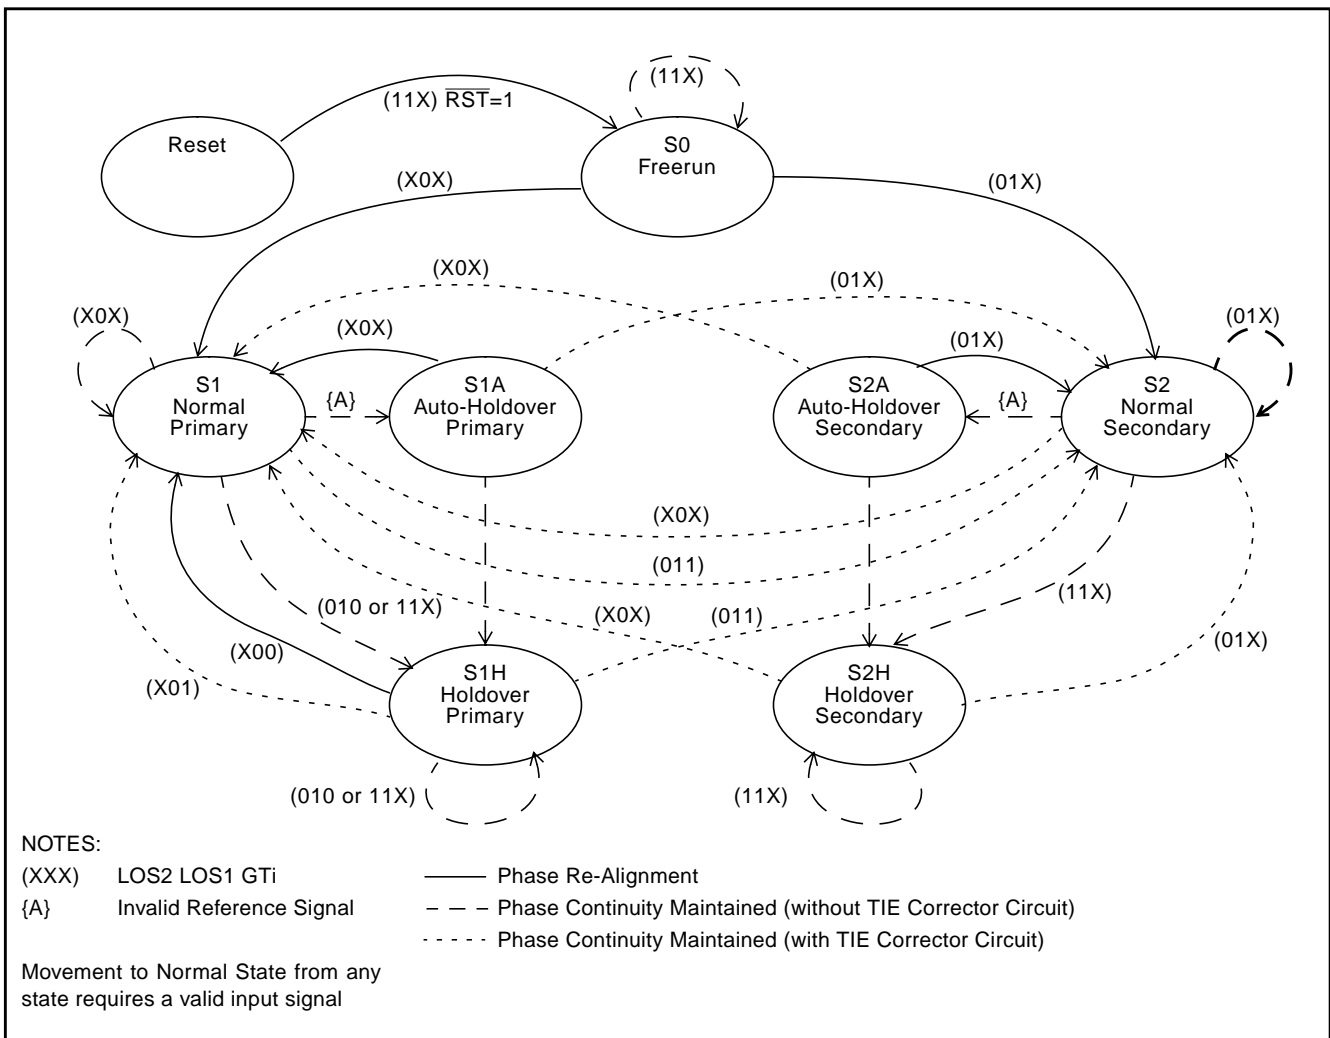 (11X)
(11X) RST=1
Reset
S0
Freerun
(X0X)
(01X)
(X0X)
(01X)
(X0X)
(X0X)
(01X)
(01X)
S1
Normal
Primary
{A}
S1A
Auto-Holdover
Primary
S2A
Auto-Holdover
Secondary
{A}
S2
Normal
Secondary
(X0X)
(011)
(010 or 11X)
(X0X)
(011)
(11X)
(X00)
(01X)
(X01)
S1H
Holdover
Primary
S2H
Holdover
Secondary
(010 or 11X)
(11X)
NOTES:
(XXX) LOS2 LOS1 GTi
Phase Re-Alignment
{A} Invalid Reference Signal
Phase Continuity Maintained (without TIE Corrector Circuit)
Phase Continuity Maintained (with TIE Corrector Circuit)
Movement to Normal State from any
state requires a valid input signal